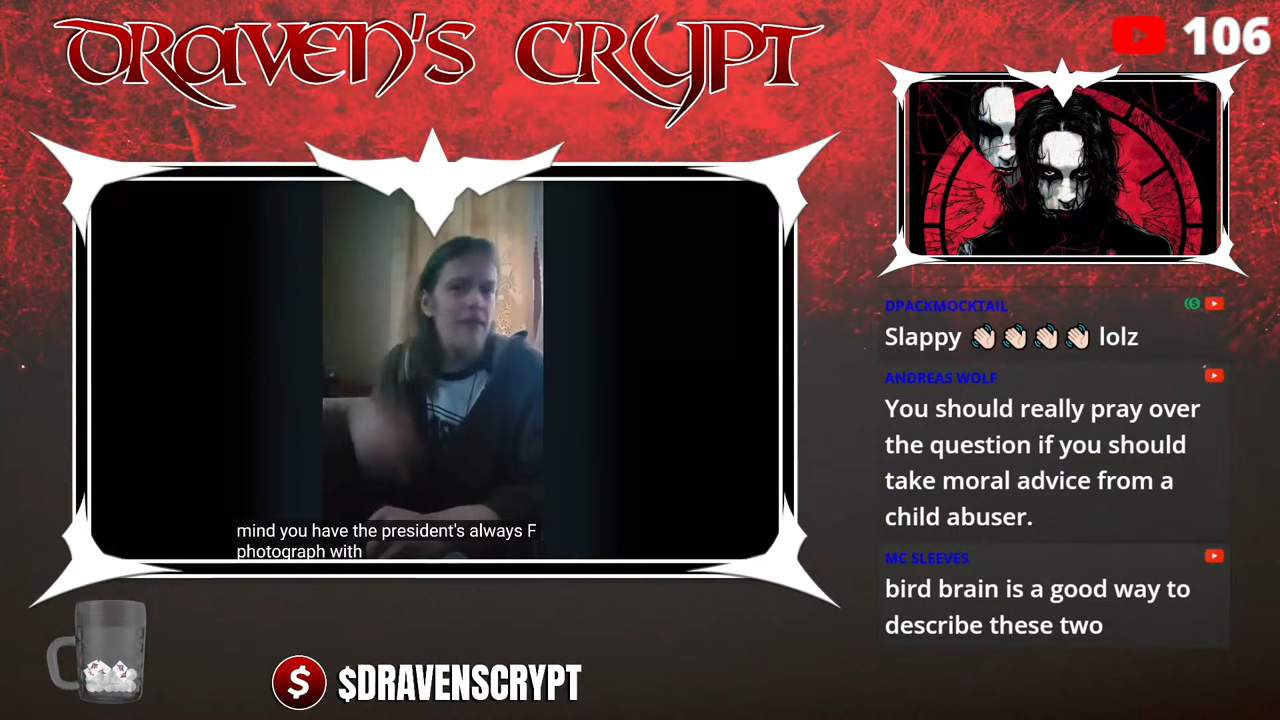 DRAVEN'S CRYPT
106
DPACKMOCKTAIL
Slappy 👋🏻👋🏻👋🏻👋🏻 lolz
ANDREAS WOLF
You should really pray over
the question if you should
take moral advice from a
child abuser.
MC SLEEVES
bird brain is a good way to
describe these two
mind you have the president's always F
photograph with
$ $DRAVENSCRYPT